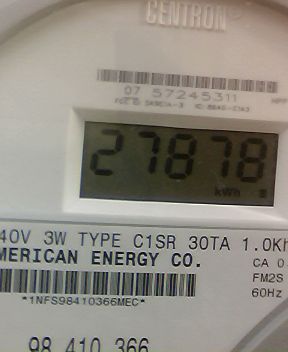 CENTRON®
07 57245311
27878
kWh
40V 3W TYPE C1SR 30TA 1.0Kh
MERICAN ENERGY CO.
CA 0
FM2S
60Hz
*1NFS98410366MEC*
98 410 366